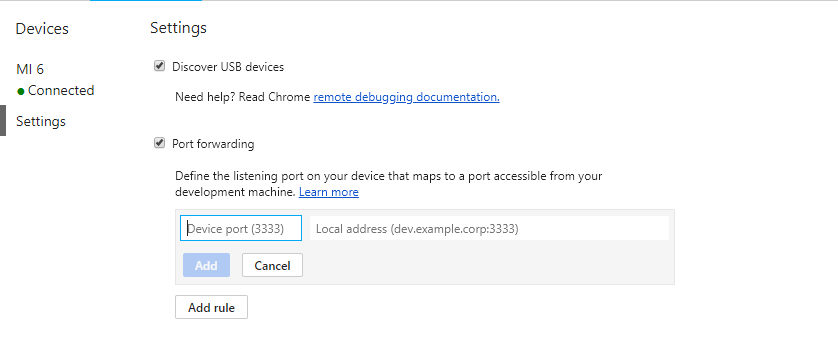 Devices
MI 6
Connected
Settings
Settings
Discover USB devices
Need help? Read Chrome remote debugging documentation.
Port forwarding
Define the listening port on your device that maps to a port accessible from your
development machine. Learn more
Device port (3333)
Local address (dev.example.corp:3333)
Add
Cancel
Add rule